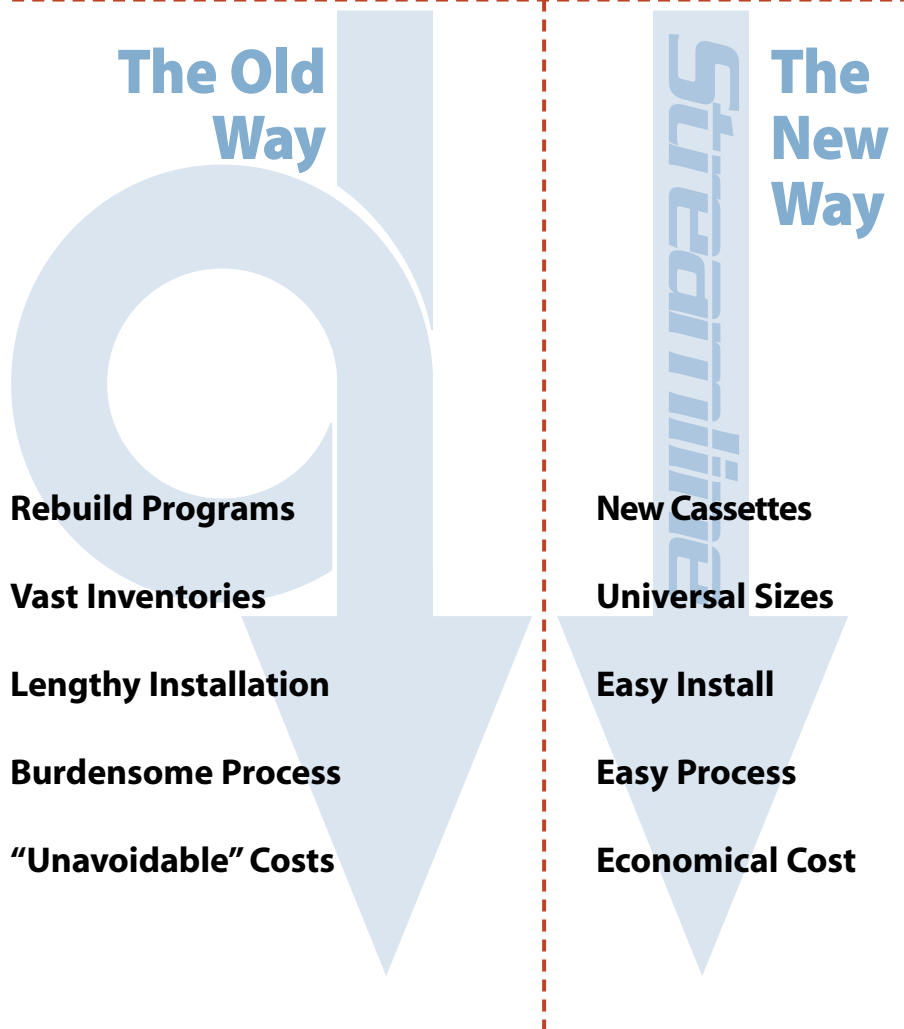 The Old
Way
Rebuild Programs
Vast Inventories
Lengthy Installation
Burdensome Process
“Unavoidable” Costs
Streamline
The
New
Way
New Cassettes
Universal Sizes
Easy Install
Easy Process
Economical Cost